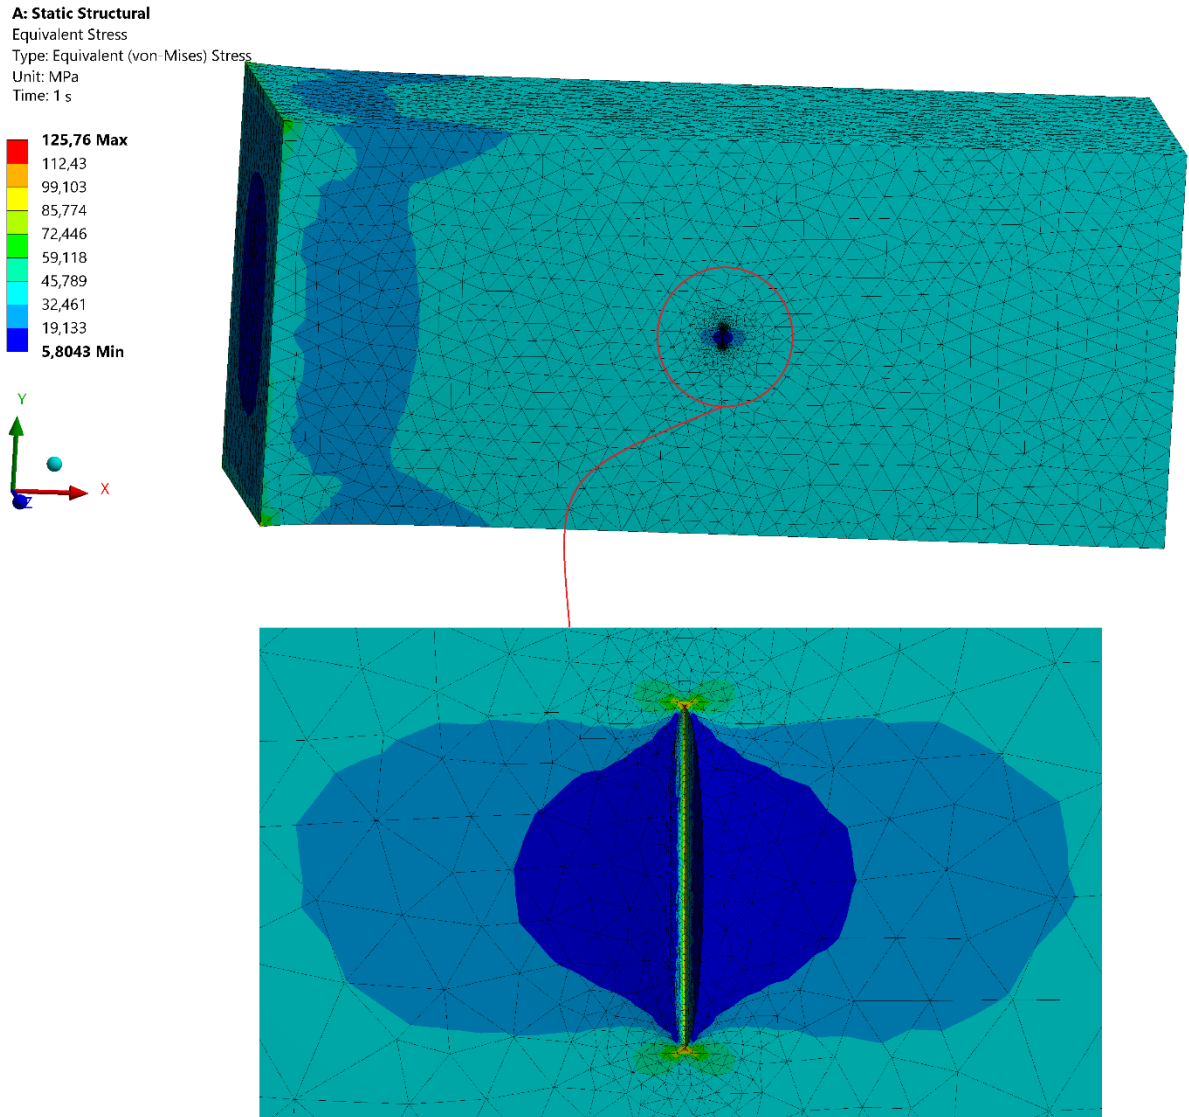 A: Static Structural
Equivalent Stress
Type: Equivalent (von-Mises) Stress
Unit: MPa
Time: 1 s
125,76 Max
112,43
99,103
85,774
72,446
59,118
45,789
32,461
19,133
5,8043 Min
Y
X
Z